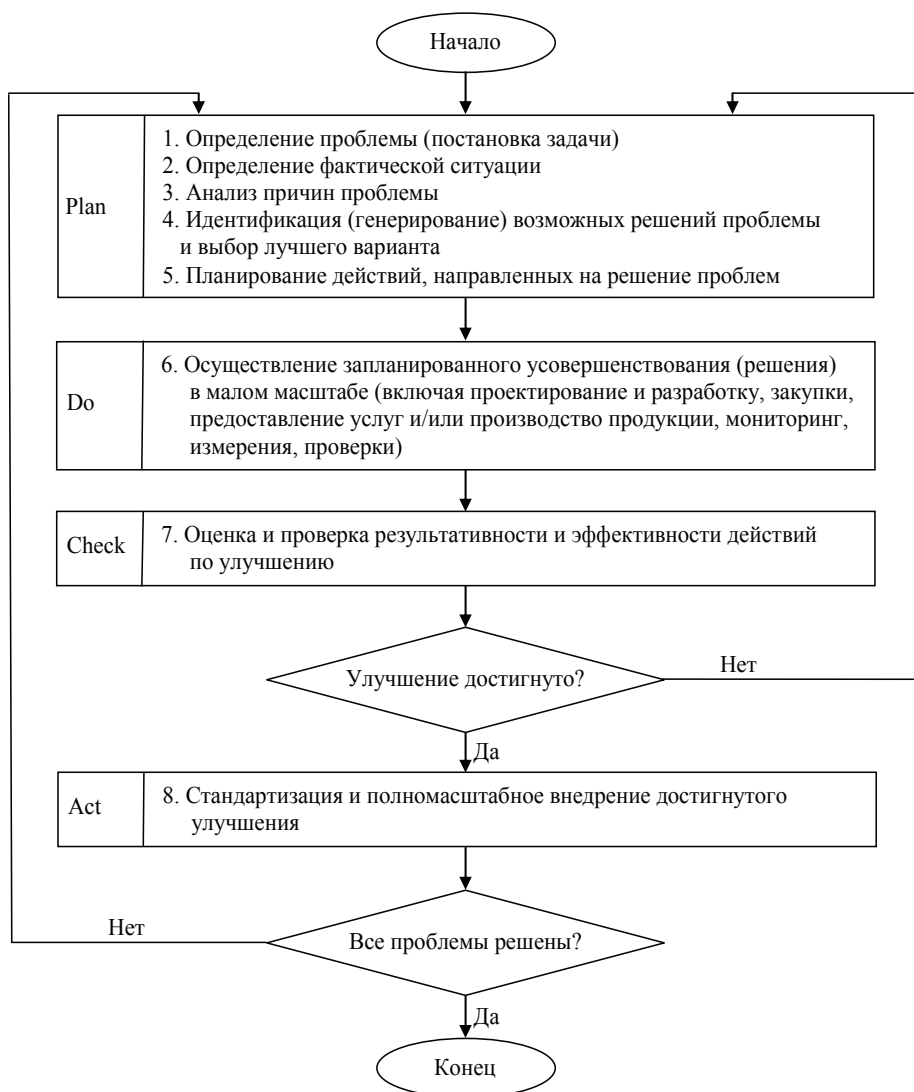 Начало
Plan
1. Определение проблемы (постановка задачи)
2. Определение фактической ситуации
3. Анализ причин проблемы
4. Идентификация (генерирование) возможных решений проблемы
и выбор лучшего варианта
5. Планирование действий, направленных на решение проблем
Do
6. Осуществление запланированного усовершенствования (решения)
в малом масштабе (включая проектирование и разработку, закупки,
предоставление услуг и/или производство продукции, мониторинг,
измерения, проверки)
Check
7. Оценка и проверка результативности и эффективности действий
по улучшению
Улучшение достигнуто?
Нет
Да
Act
8. Стандартизация и полномасштабное внедрение достигнутого
улучшения
Нет
Все проблемы решены?
Да
Конец